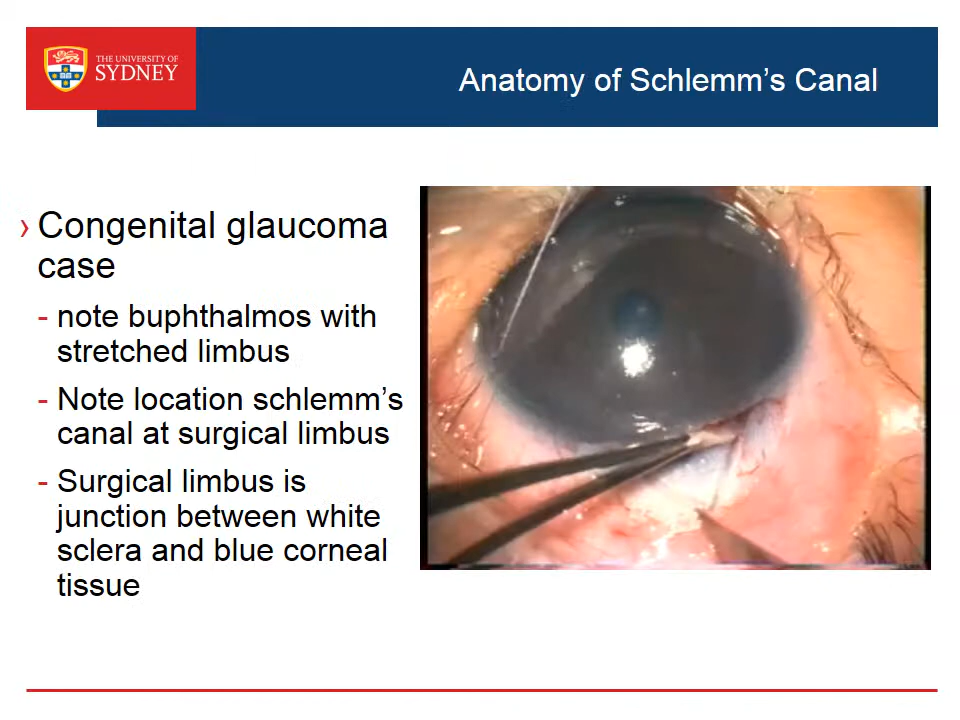 THE UNIVERSITY OF
SYDNEY
Anatomy of Schlemm's Canal
› Congenital glaucoma
case
- note buphthalmos with
stretched limbus
- Note location schlemm's
canal at surgical limbus
- Surgical limbus is
junction between white
sclera and blue corneal
tissue